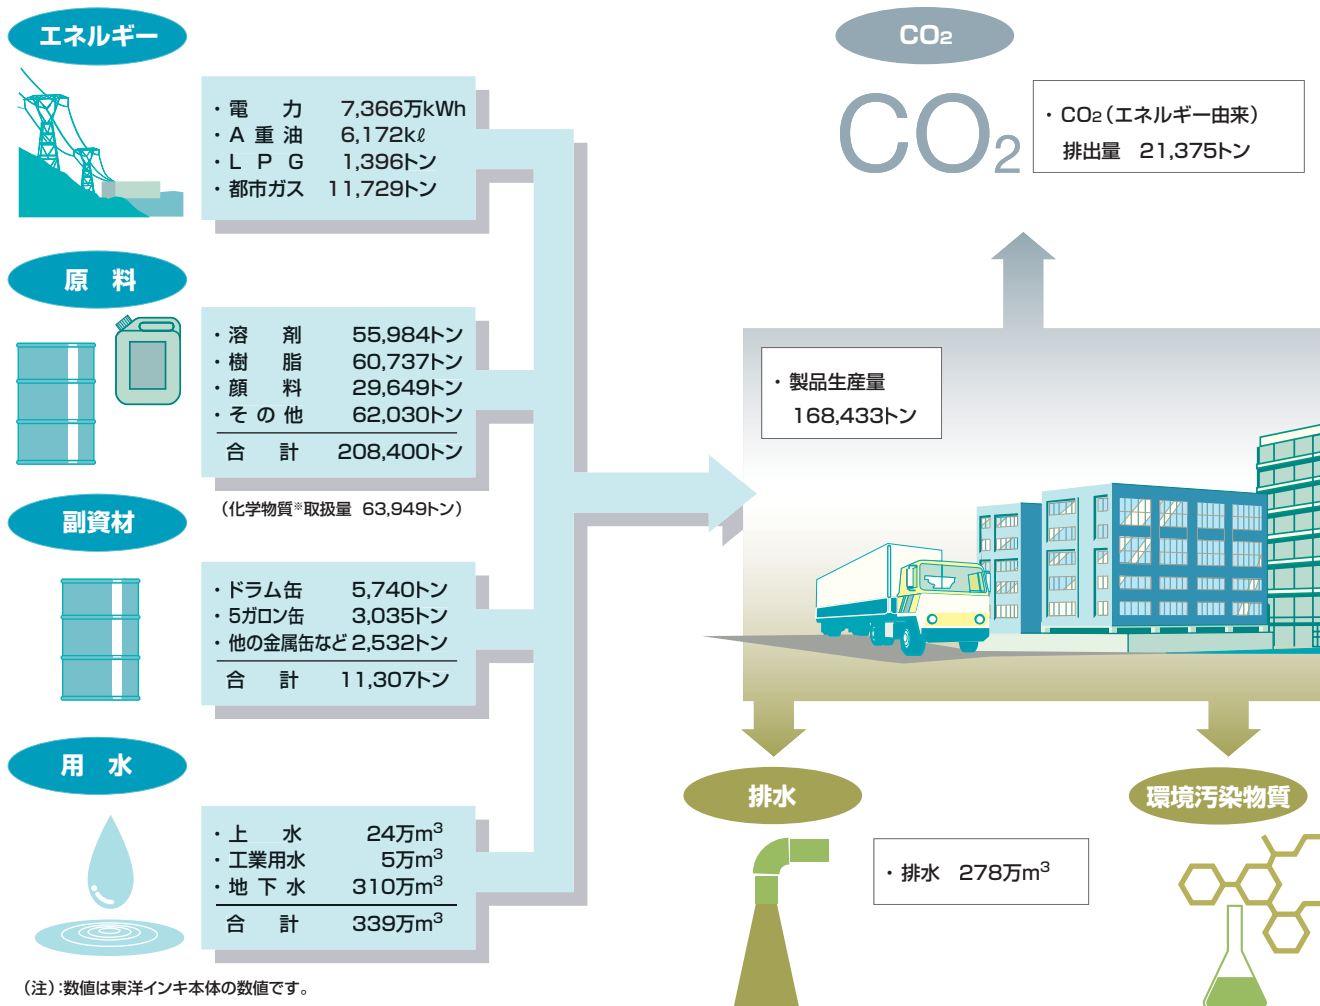 エネルギー
・電　力　7,366万kWh
・A 重 油　6,172kℓ
・L P G　1,396トン
・都市ガス　11,729トン
原　料
・溶　剤　55,984トン
・樹　脂　60,737トン
・顔　料　29,649トン
・その他　62,030トン
合　計　208,400トン
（化学物質※取扱量 63,949トン）
副資材
・ドラム缶　5,740トン
・5ガロン缶　3,035トン
・他の金属缶など 2,532トン
合　計　11,307トン
用　水
・上　水　24万m³
・工業用水　5万m³
・地 下 水　310万m³
合　計　339万m³
（注）：数値は東洋インキ本体の数値です。
CO₂
CO₂
・CO₂（エネルギー由来）
排出量　21,375トン
・製品生産量
168,433トン
排水
・排水　278万m³
環境汚染物質